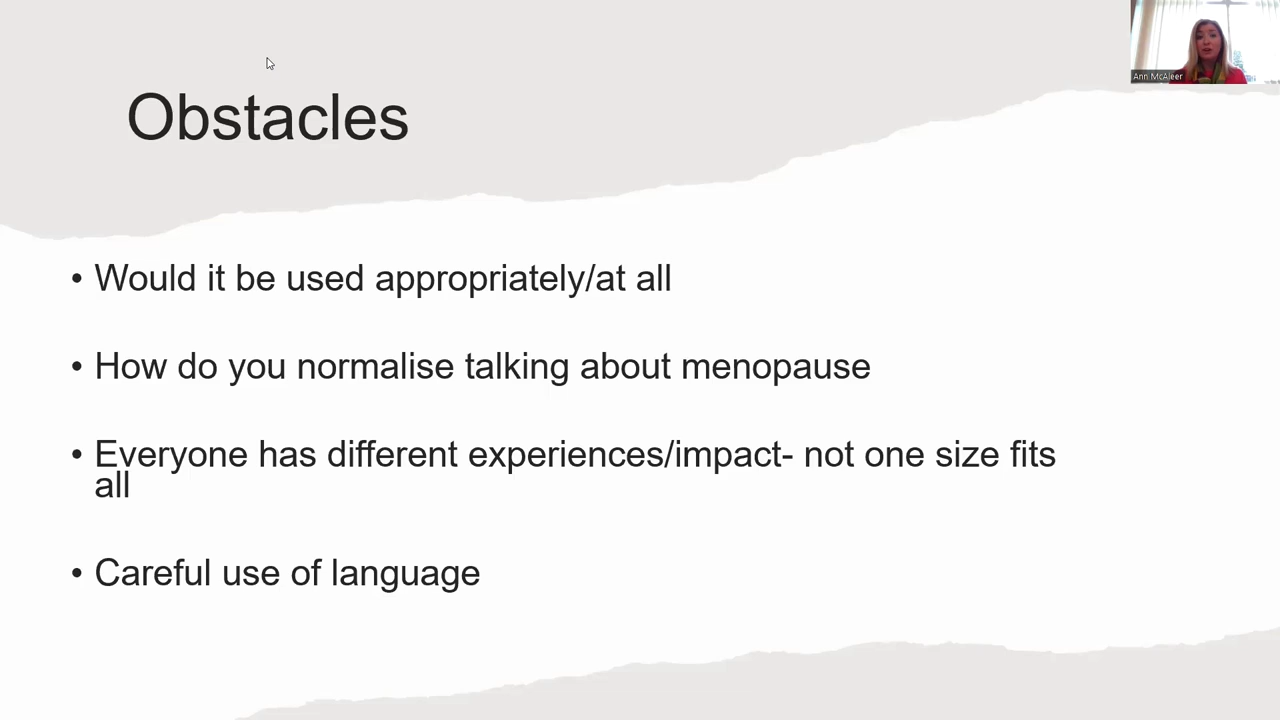 Ann McAleer
Obstacles
• Would it be used appropriately/at all
• How do you normalise talking about menopause
• Everyone has different experiences/impact- not one size fits
all
• Careful use of language